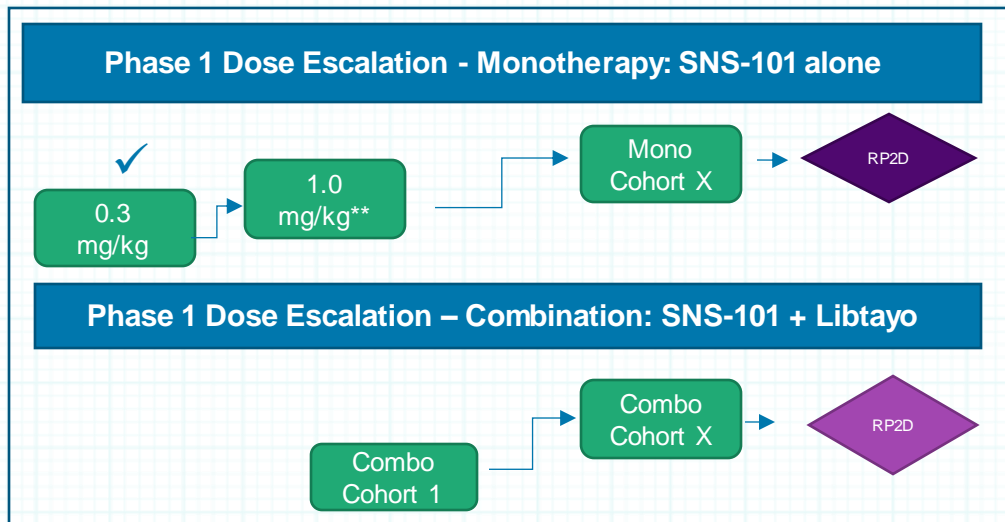 Phase 1 Dose Escalation - Monotherapy: SNS-101 alone
0.3
mg/kg
1.0
mg/kg**
Mono
Cohort X
RP2D
Phase 1 Dose Escalation – Combination: SNS-101 + Libtayo
Combo
Cohort 1
Combo
Cohort X
RP2D